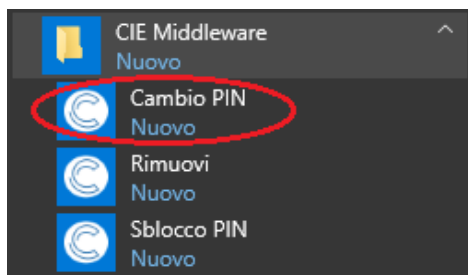 CIE Middleware
Nuovo
Cambio PIN
Nuovo
Rimuovi
Nuovo
Sblocco PIN
Nuovo